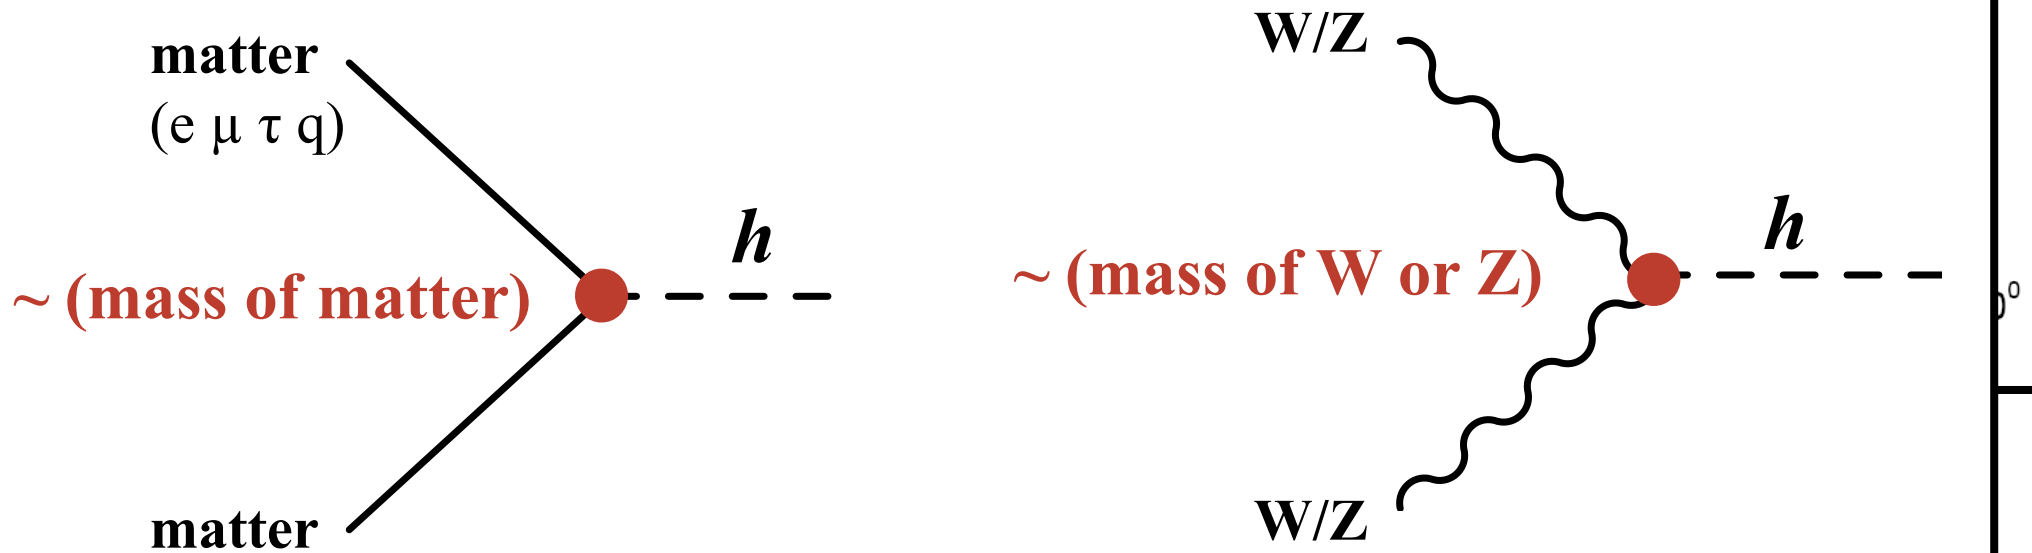 matter
(e μ τ q)
~ (mass of matter)
h
matter
W/Z
~ (mass of W or Z)
h
W/Z